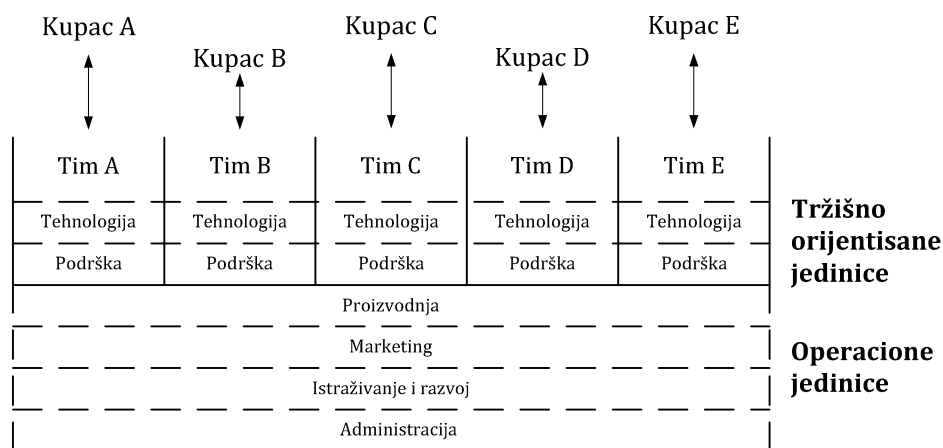 Kupac A
Kupac B
Kupac C
Kupac D
Kupac E
Tim A
Tim B
Tim C
Tim D
Tim E
Tehnologija
Tehnologija
Tehnologija
Tehnologija
Tehnologija
Podrška
Podrška
Podrška
Podrška
Podrška
Tržišno
orijentisane
jedinice
Proizvodnja
Marketing
Istraživanje i razvoj
Administracija
Operacione
jedinice